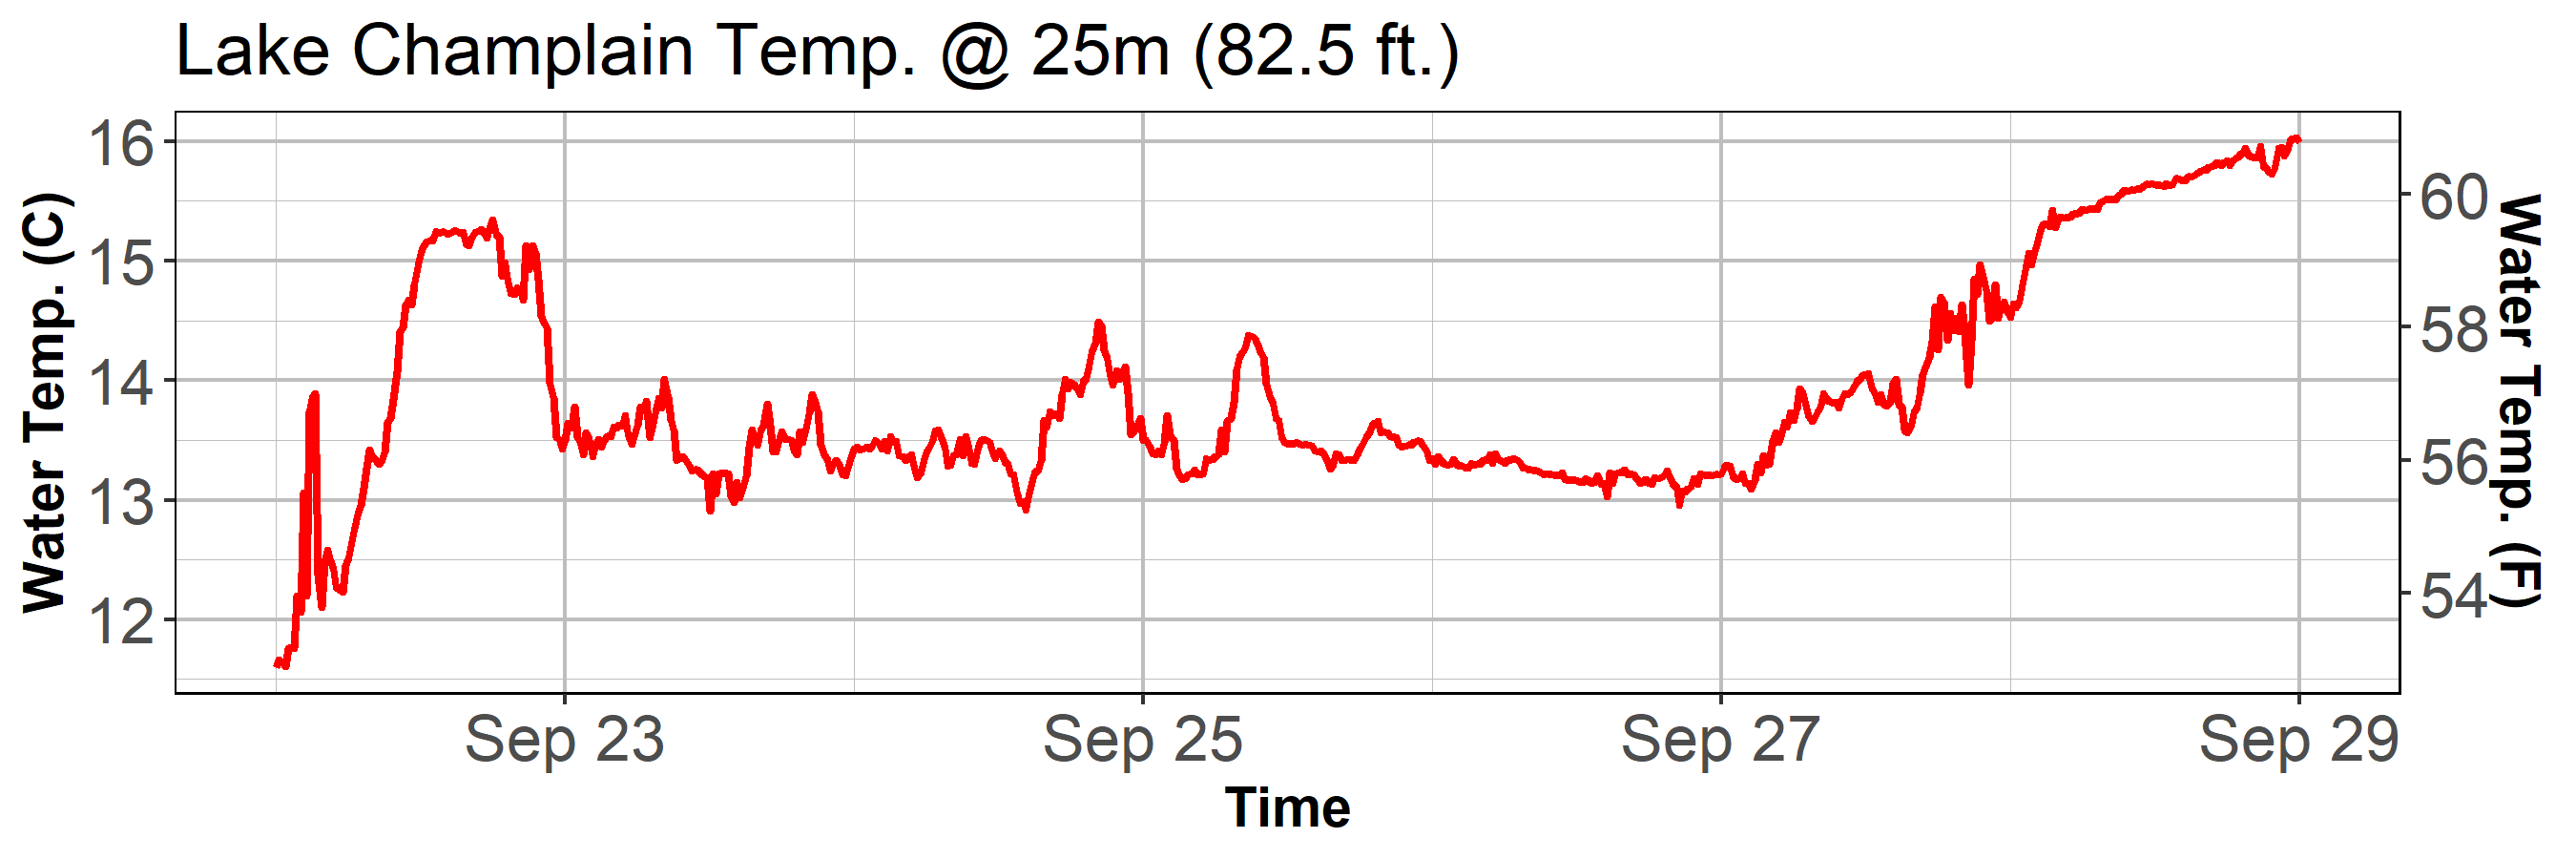 Lake Champlain Temp. @ 25m (82.5 ft.)
Water Temp. (C)
16
15
14
13
12
60
58
56
54
Water Temp. (F)
Sep 23 Sep 25 Sep 27 Sep 29
Time